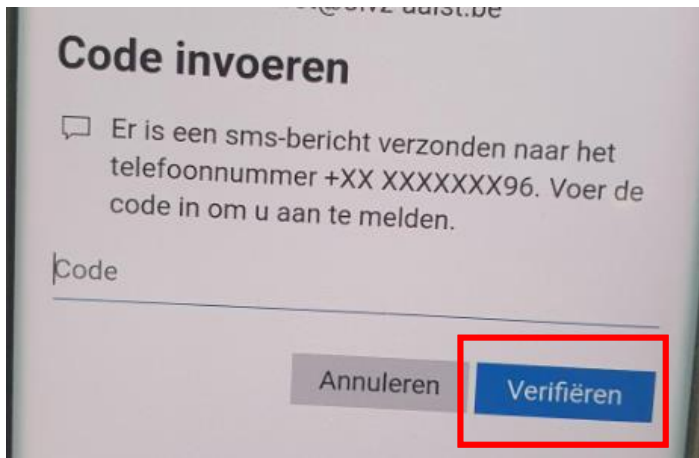 Code invoeren
Er is een sms-bericht verzonden naar het
telefoonnummer +XX XXXXXXX96. Voer de
code in om u aan te melden.
Code
Annuleren Verifiëren